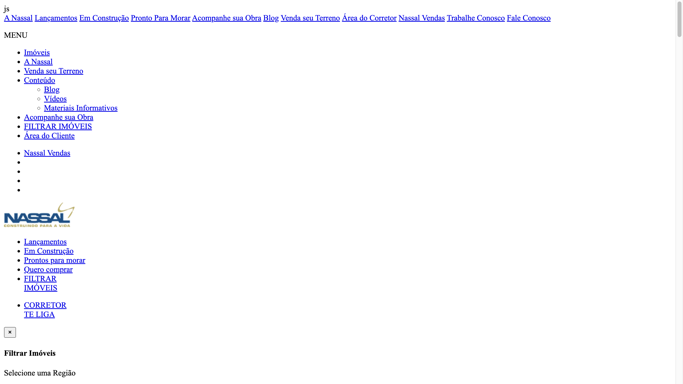 js
A Nassal Lançamentos Em Construção Pronto Para Morar Acompanhe sua Obra Blog Venda seu Terreno Área do Corretor Nassal Vendas Trabalhe Conosco Fale Conosco
MENU
Imóveis
A Nassal
Venda seu Terreno
Conteúdo
Blog
Vídeos
Materiais Informativos
Acompanhe sua Obra
FILTRAR IMÓVEIS
Área do Cliente
Nassal Vendas
NASSAL
CONSTRUINDO PARA A VIDA
Lançamentos
Em Construção
Prontos para morar
Quero comprar
FILTRAR
IMÓVEIS
CORRETOR
TE LIGA
×
Filtrar Imóveis
Selecione uma Região